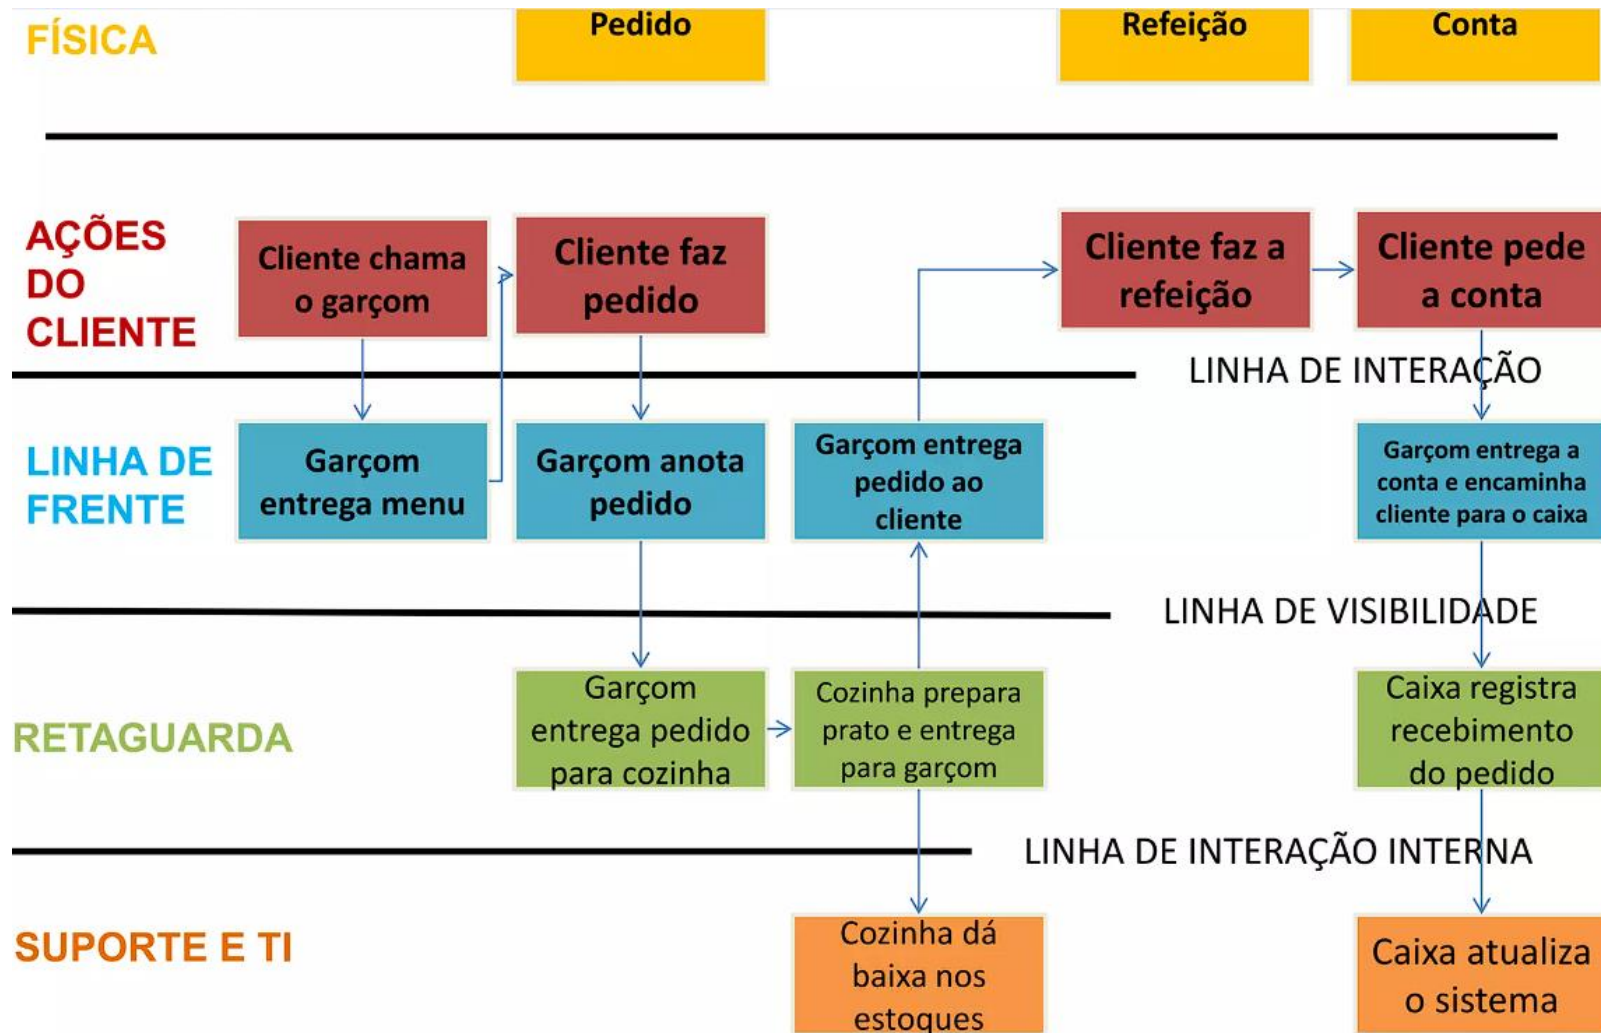 FÍSICA
Pedido
Refeição
Conta
AÇÕES
DO
CLIENTE
Cliente chama
o garçom
Cliente faz
pedido
Cliente faz a
refeição
Cliente pede
a conta
LINHA DE INTERAÇÃO
LINHA DE
FRENTE
Garçom
entrega menu
Garçom anota
pedido
Garçom entrega
pedido ao
cliente
Garçom entrega a
conta e encaminha
cliente para o caixa
LINHA DE VISIBILIDADE
RETAGUARDA
Garçom
entrega pedido
para cozinha
Cozinha prepara
prato e entrega
para garçom
Caixa registra
recebimento
do pedido
LINHA DE INTERAÇÃO INTERNA
SUPORTE E TI
Cozinha dá
baixa nos
estoques
Caixa atualiza
o sistema